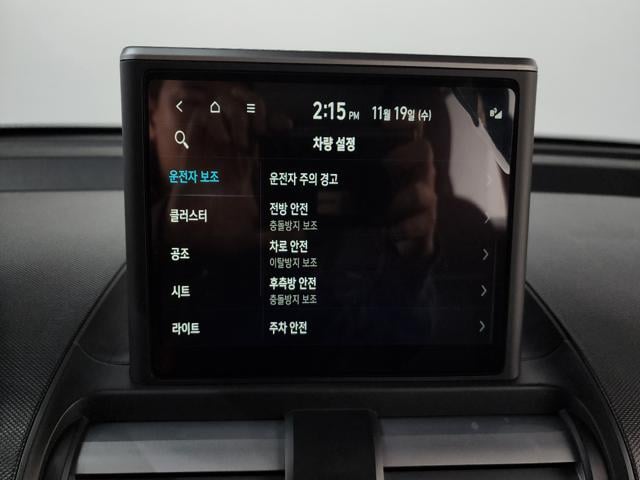 2:15 PM 11월 19일 (수)
차량 설정
운전자 보조
운전자 주의 경고
클러스터
전방 안전
충돌방지 보조
공조
차로 안전
이탈방지 보조
시트
후측방 안전
충돌방지 보조
라이트
주차 안전